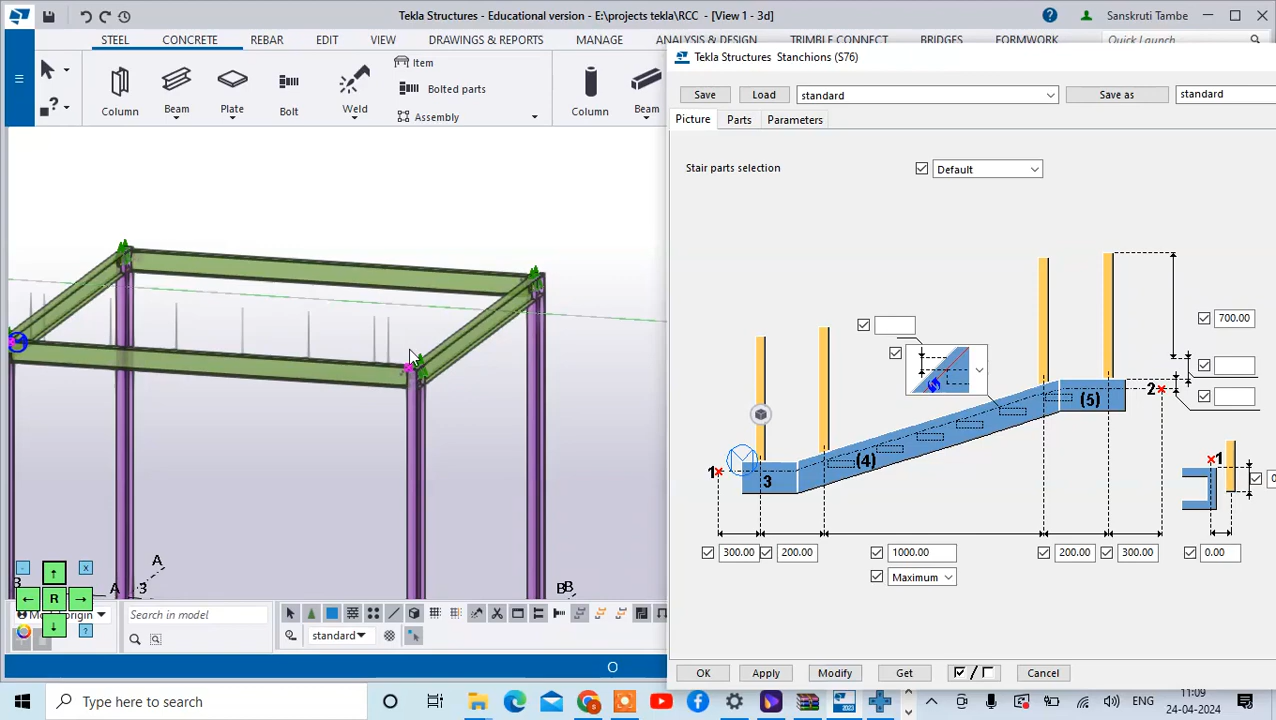 Tekla Structures - Educational version - E:\projects tekla\RCC - [View 1 - 3d]
Sanskruti Tambe
STEEL CONCRETE REBAR EDIT VIEW DRAWINGS & REPORTS MANAGE ANALYSIS & DESIGN TRIMBLE CONNECT BRIDGES FORMWORK Quick Launch
Tekla Structures Stanchions (S76)
Item
Bolted parts
Assembly
Column Beam Plate Bolt Weld Column Beam
Save Load standard Save as standard
Picture Parts Parameters
Stair parts selection Default
700.00
(5)
2
(4)
1
3
1
0
300.00 200.00 1000.00 200.00 300.00 0.00
Maximum
A
A
3
3
B B
R
x
?
origin
Search in model
standard
O
OK Apply Modify Get / Cancel
Type here to search
ENG
11:09
24-04-2024